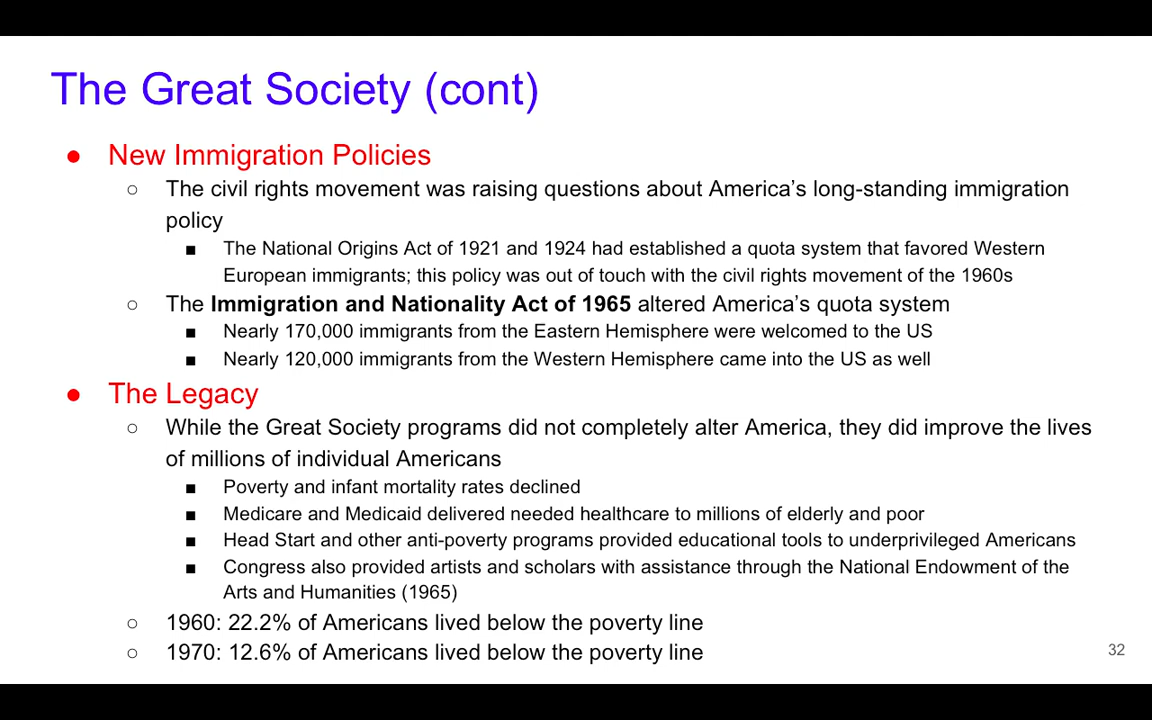 The Great Society (cont)
● New Immigration Policies
○ The civil rights movement was raising questions about America’s long-standing immigration
policy
■ The National Origins Act of 1921 and 1924 had established a quota system that favored Western
European immigrants; this policy was out of touch with the civil rights movement of the 1960s
○ The Immigration and Nationality Act of 1965 altered America’s quota system
■ Nearly 170,000 immigrants from the Eastern Hemisphere were welcomed to the US
■ Nearly 120,000 immigrants from the Western Hemisphere came into the US as well
● The Legacy
○ While the Great Society programs did not completely alter America, they did improve the lives
of millions of individual Americans
■ Poverty and infant mortality rates declined
■ Medicare and Medicaid delivered needed healthcare to millions of elderly and poor
■ Head Start and other anti-poverty programs provided educational tools to underprivileged Americans
■ Congress also provided artists and scholars with assistance through the National Endowment of the
Arts and Humanities (1965)
○ 1960: 22.2% of Americans lived below the poverty line
○ 1970: 12.6% of Americans lived below the poverty line
32